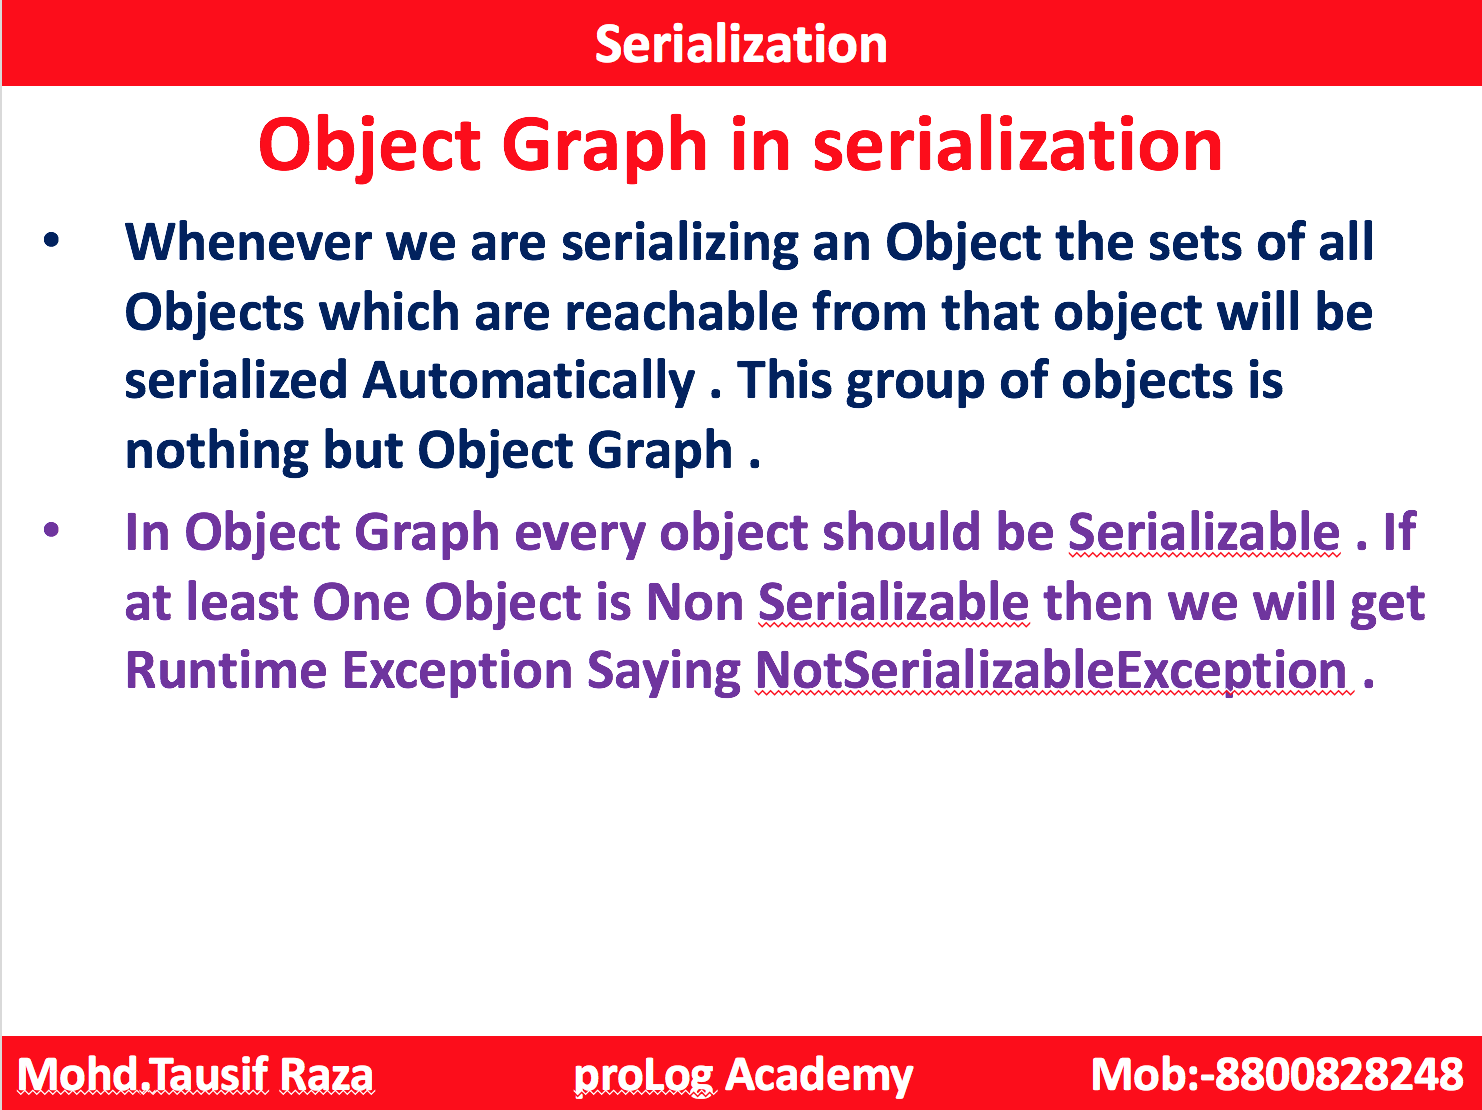 Serialization
Object Graph in serialization
• Whenever we are serializing an Object the sets of all
Objects which are reachable from that object will be
serialized Automatically . This group of objects is
nothing but Object Graph .
• In Object Graph every object should be Serializable . If
at least One Object is Non Serializable then we will get
Runtime Exception Saying NotSerializableException .
Mohd.Tausif Raza proLog Academy Mob:-8800828248